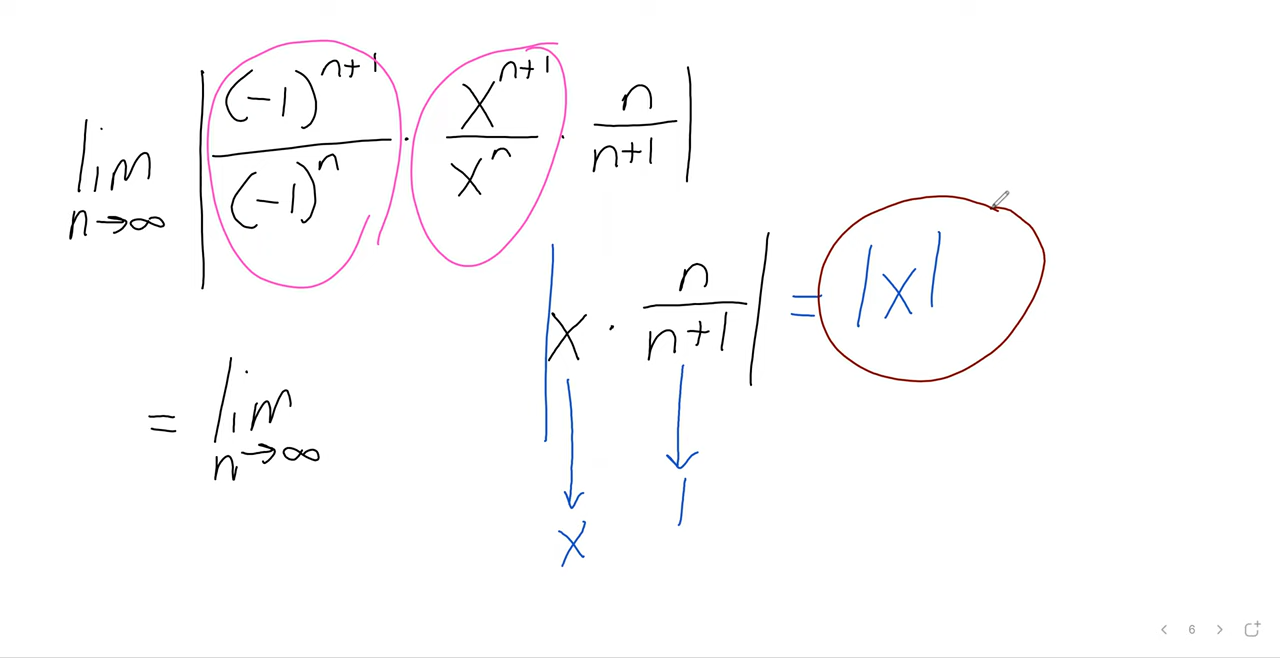 lim n→∞ | (-1)^{n+1} / (-1)^n · x^{n+1} / x^n · n / n+1 |
= lim n→∞ | x · n / n+1 | = |x|
x 1
6